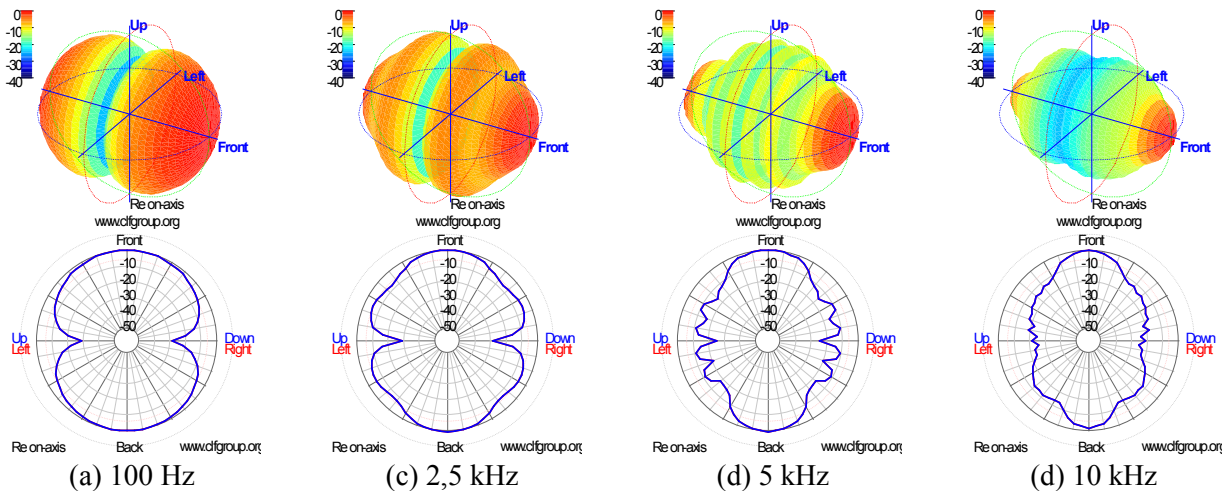 0
-10
-20
-30
-40
Up
Left
Front
Re on-axis
www.clfgroup.org
0
-10
-20
-30
-40
Up
Left
Front
Re on-axis
www.clfgroup.org
0
-10
-20
-30
-40
Up
Left
Front
Re on-axis
www.clfgroup.org
0
-10
-20
-30
-40
Up
Left
Front
Re on-axis
www.clfgroup.org
Front
-10
-20
-30
-40
-50
Up Down
Left Right
Re on-axis Back www.clfgroup.org
Front
-10
-20
-30
-40
-50
Up Down
Left Right
Re on-axis Back www.clfgroup.org
Front
-10
-20
-30
-40
-50
Up Down
Left Right
Re on-axis Back www.clfgroup.org
Front
-10
-20
-30
-40
-50
Up Down
Left Right
Re on-axis Back www.clfgroup.org
(a) 100 Hz (c) 2,5 kHz (d) 5 kHz (d) 10 kHz